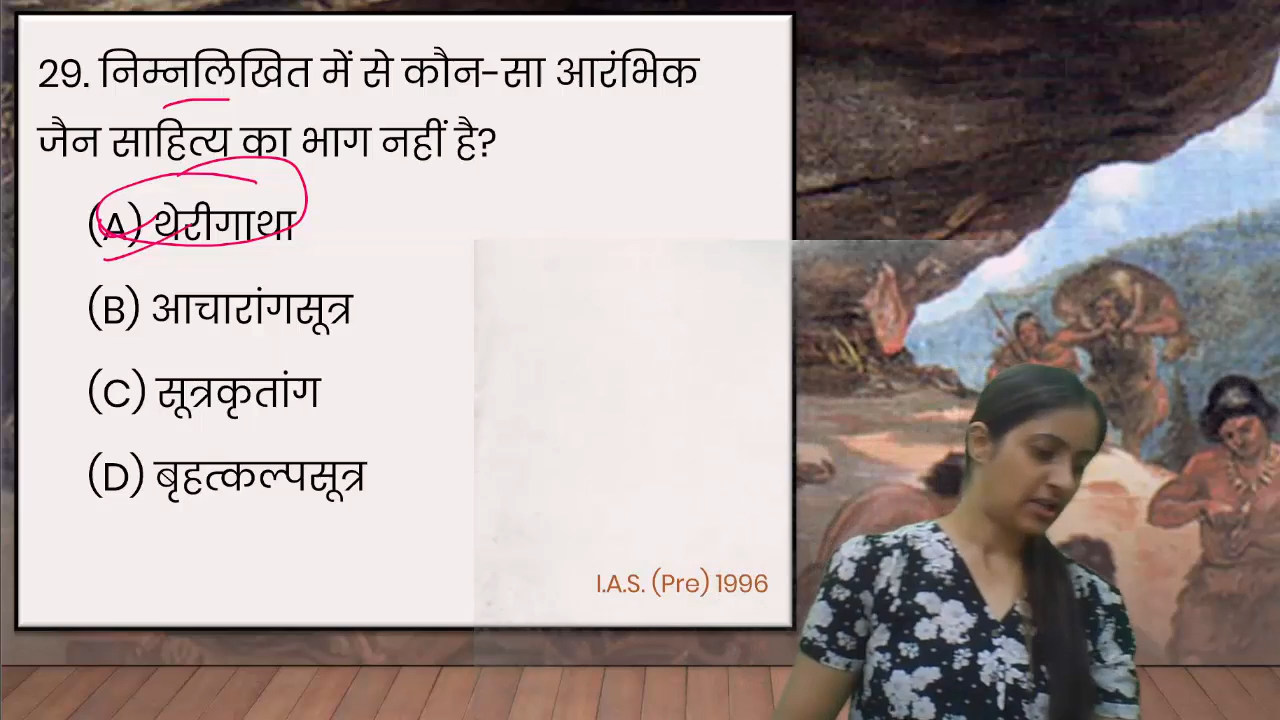 29. निम्नलिखित में से कौन-सा आरंभिक
जैन साहित्य का भाग नहीं है?
(A) थेरीगाथा
(B) आचारांगसूत्र
(C) सूत्रकृतांग
(D) बृहत्कल्पसूत्र
I.A.S. (Pre) 1996